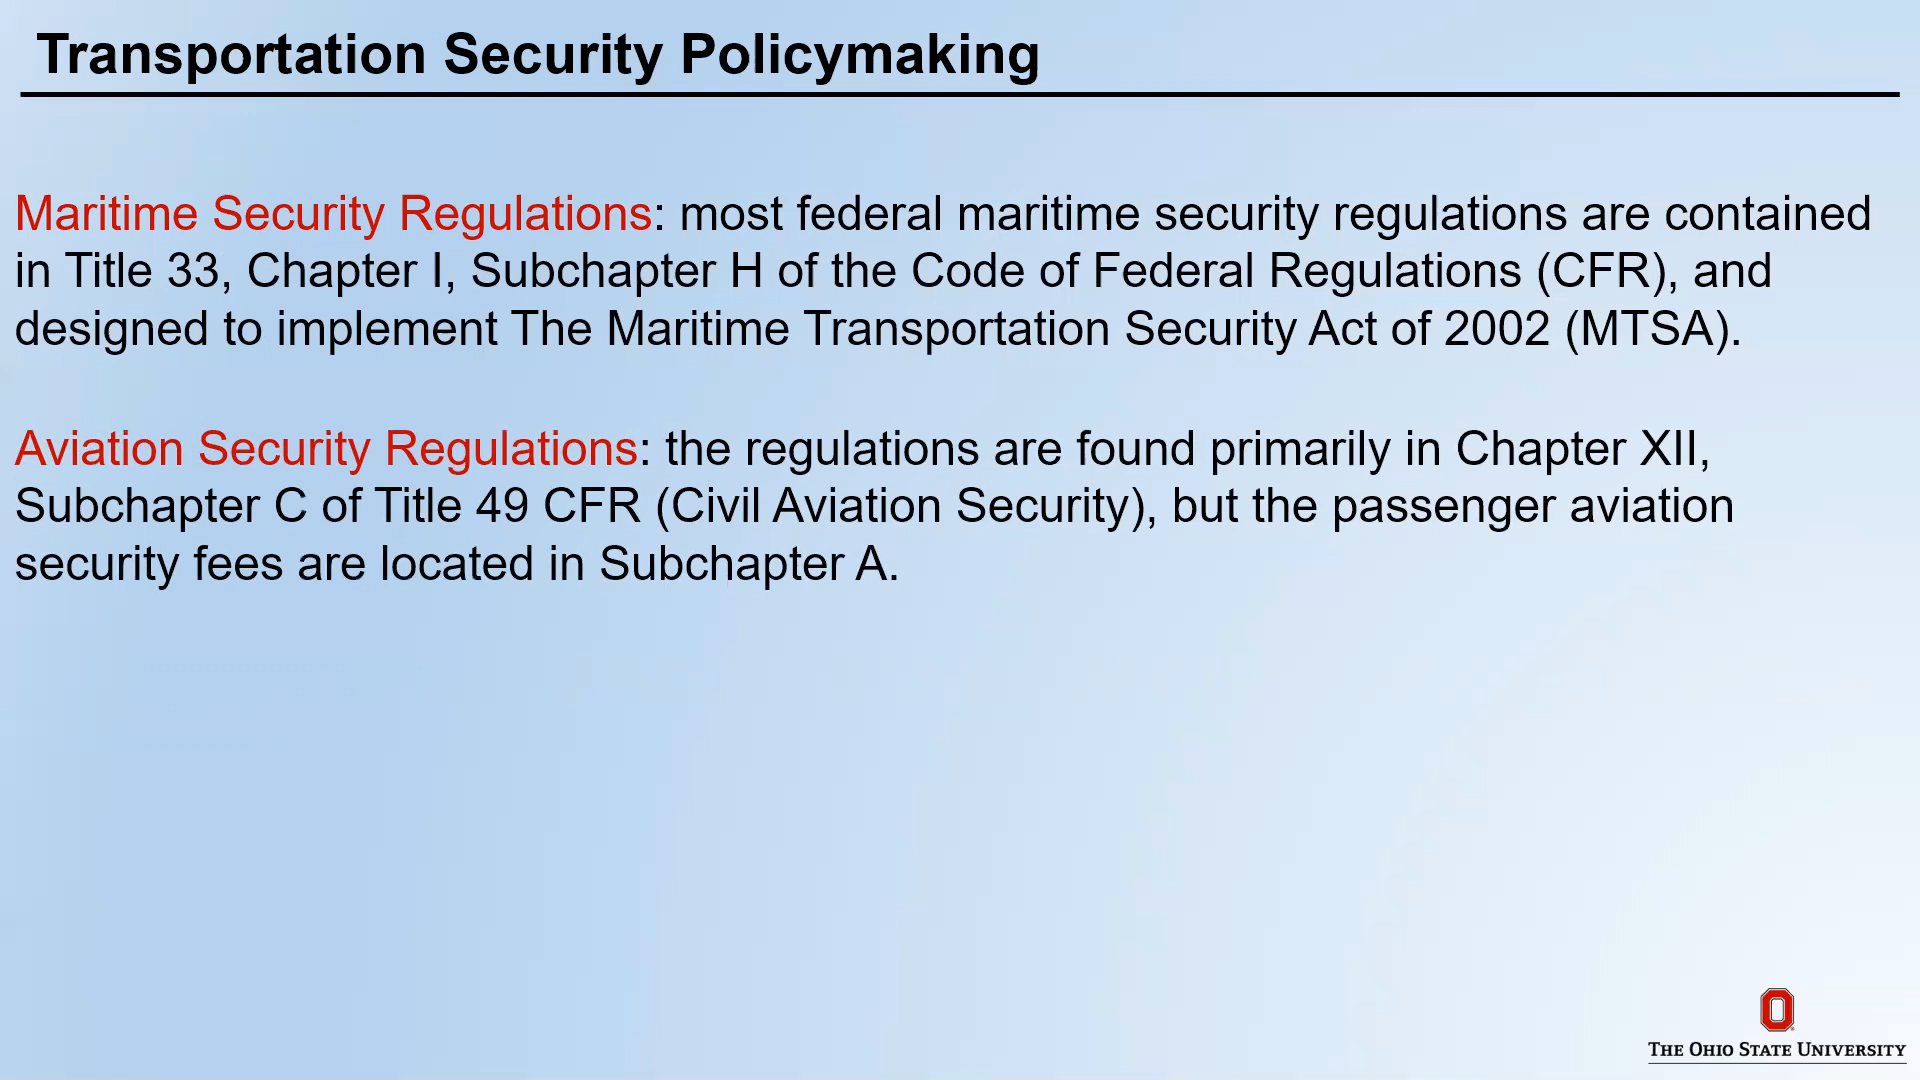 Transportation Security Policymaking
Maritime Security Regulations: most federal maritime security regulations are contained
in Title 33, Chapter I, Subchapter H of the Code of Federal Regulations (CFR), and
designed to implement The Maritime Transportation Security Act of 2002 (MTSA).
Aviation Security Regulations: the regulations are found primarily in Chapter XII,
Subchapter C of Title 49 CFR (Civil Aviation Security), but the passenger aviation
security fees are located in Subchapter A.
THE OHIO STATE UNIVERSITY